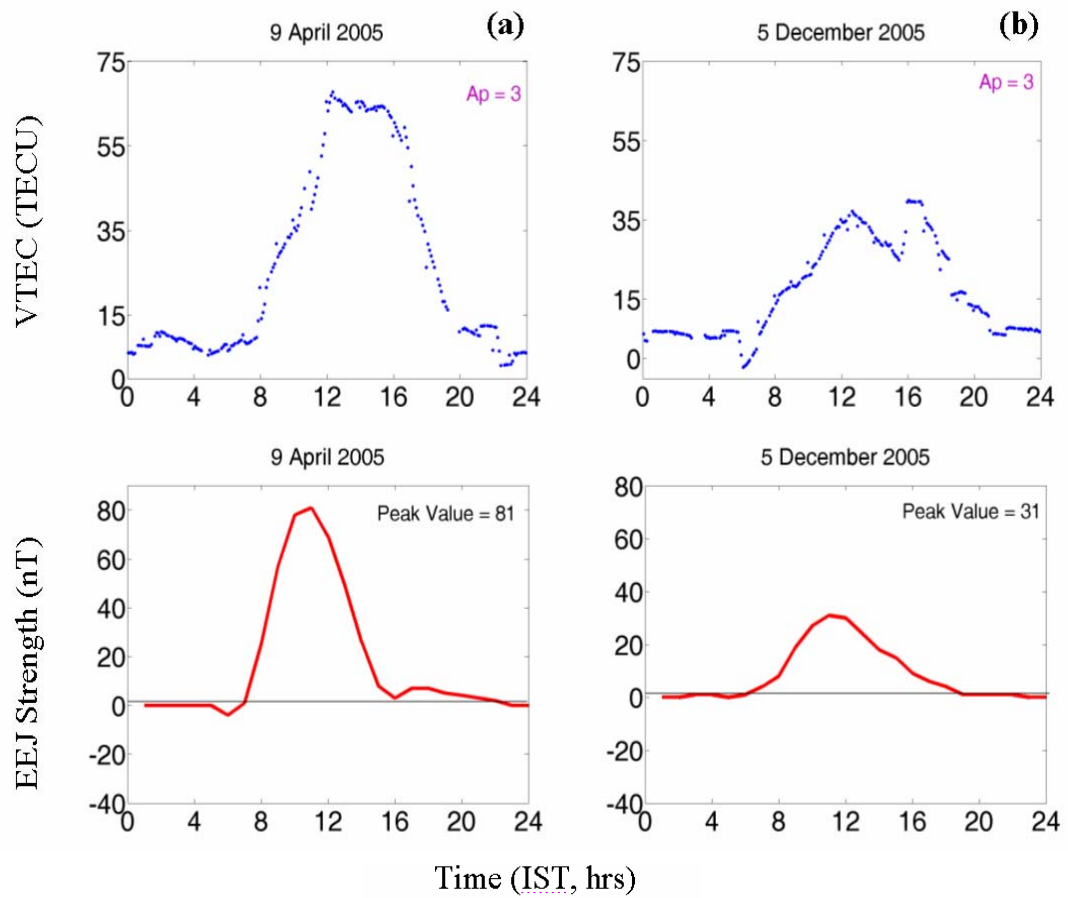 (a)
(b)
9 April 2005
5 December 2005
75
55
35
15
0
Ap = 3
0 4 8 12 16 20 24
75
55
35
15
0
Ap = 3
0 4 8 12 16 20 24
VTEC (TECU)
9 April 2005
5 December 2005
80
60
40
20
0
-20
-40
Peak Value = 81
0 4 8 12 16 20 24
80
60
40
20
0
-20
-40
Peak Value = 31
0 4 8 12 16 20 24
EEJ Strength (nT)
Time (IST, hrs)